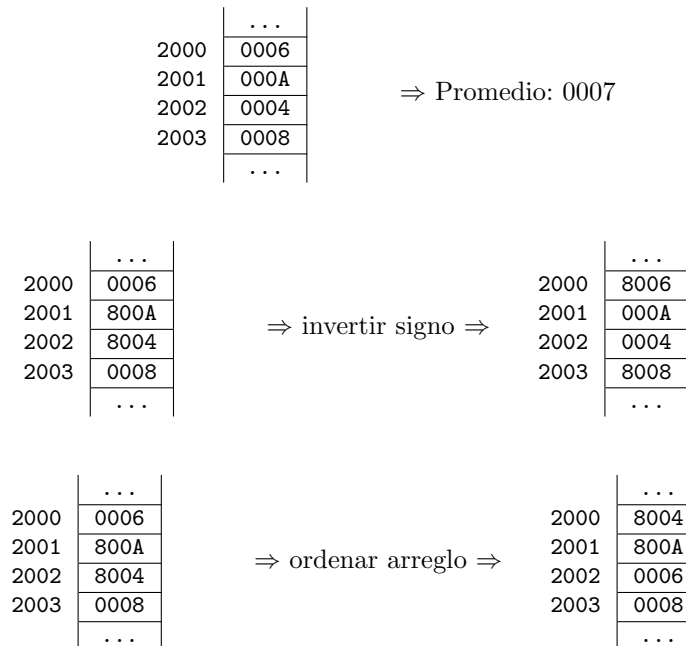 ...
2000 0006
2001 000A
2002 0004
2003 0008
...
⇒ Promedio: 0007
... ...
2000 0006 2000 8006
2001 800A 2001 000A
⇒ invertir signo ⇒
2002 8004 2002 0004
2003 0008 2003 8008
... ...
... ...
2000 0006 2000 8004
2001 800A 2001 800A
⇒ ordenar arreglo ⇒
2002 8004 2002 0006
2003 0008 2003 0008
... ...